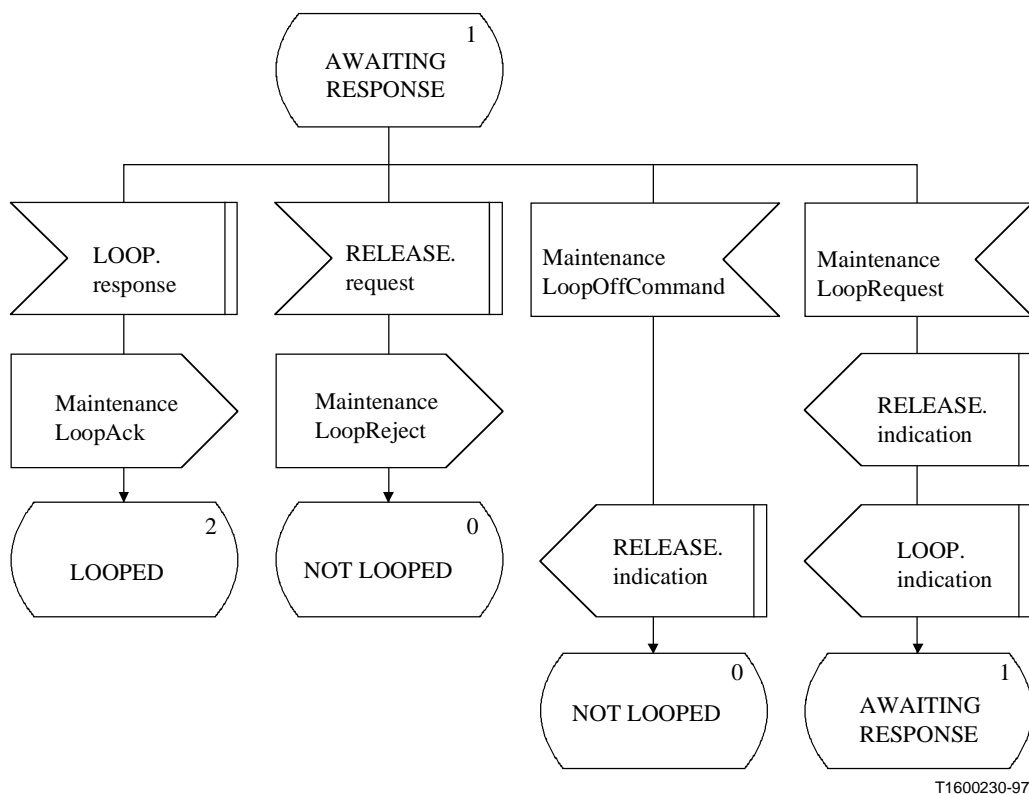 1
AWAITING
RESPONSE
LOOP.
response
RELEASE.
request
Maintenance
LoopOffCommand
Maintenance
LoopRequest
Maintenance
LoopAck
Maintenance
LoopReject
RELEASE.
indication
2
LOOPED
0
NOT LOOPED
RELEASE.
indication
LOOP.
indication
0
NOT LOOPED
1
AWAITING
RESPONSE
T1600230-97